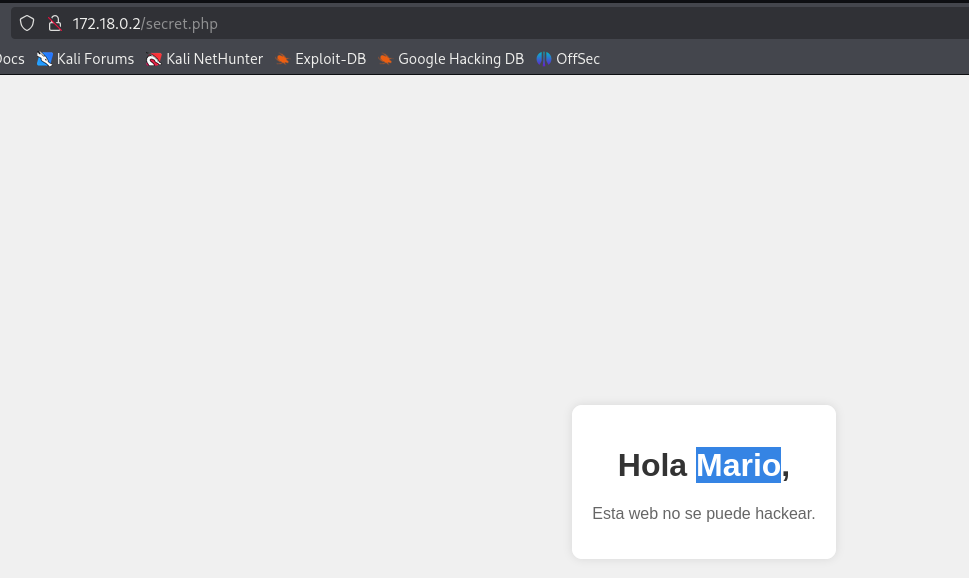 172.18.0.2/secret.php
ocs Kali Forums Kali NetHunter Exploit-DB Google Hacking DB OffSec
Hola Mario,
Esta web no se puede hackear.